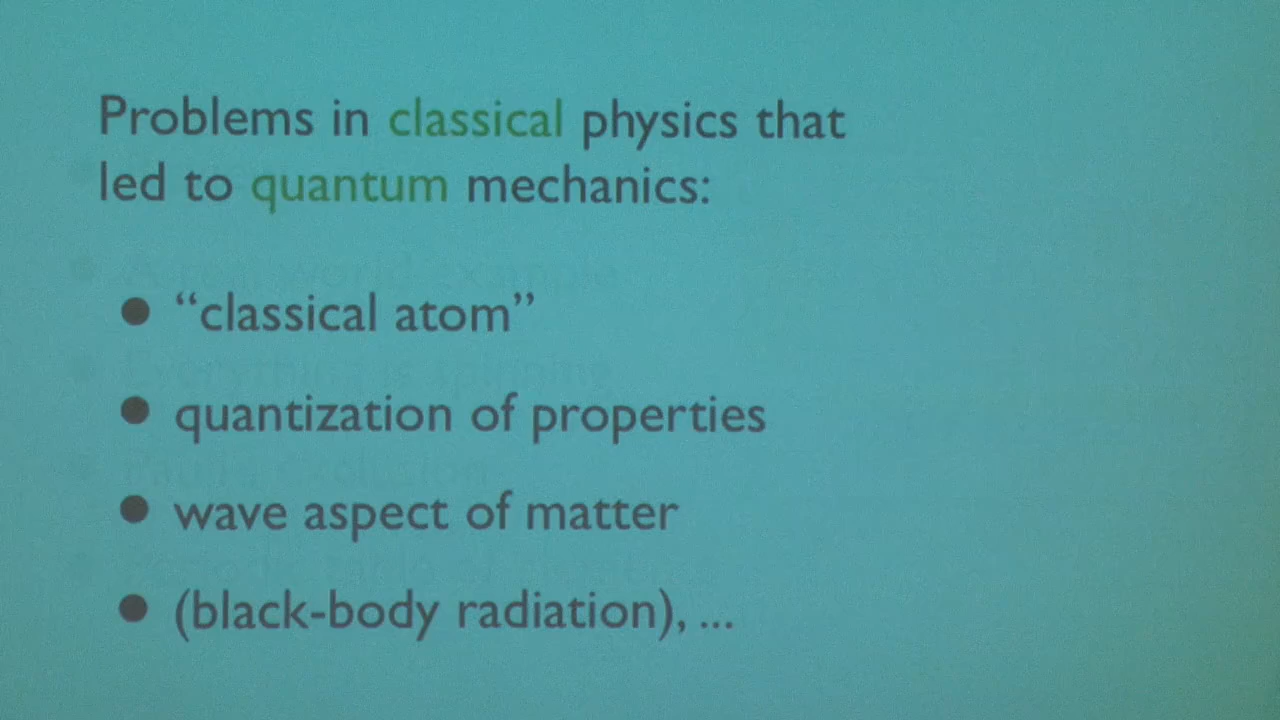 Problems in classical physics that
led to quantum mechanics:
● “classical atom”
● quantization of properties
● wave aspect of matter
● (black-body radiation), ...